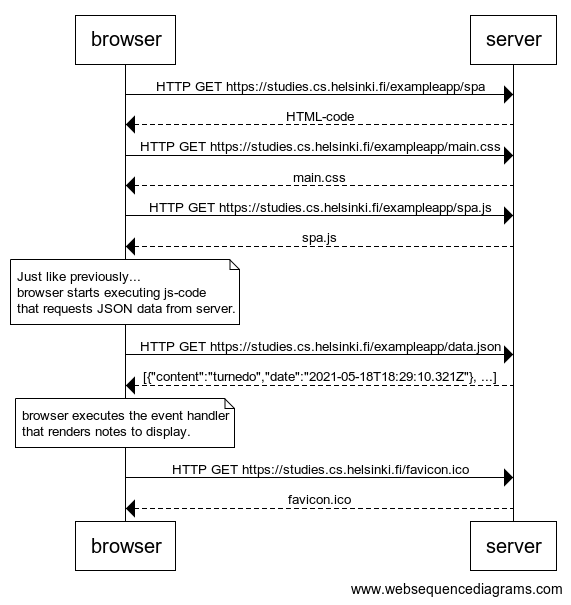 browser
server
HTTP GET https://studies.cs.helsinki.fi/exampleapp/spa
HTML-code
HTTP GET https://studies.cs.helsinki.fi/exampleapp/main.css
main.css
HTTP GET https://studies.cs.helsinki.fi/exampleapp/spa.js
spa.js
Just like previously...
browser starts executing js-code
that requests JSON data from server.
HTTP GET https://studies.cs.helsinki.fi/exampleapp/data.json
[{"content":"turnedo","date":"2021-05-18T18:29:10.321Z"}, ...]
browser executes the event handler
that renders notes to display.
HTTP GET https://studies.cs.helsinki.fi/favicon.ico
favicon.ico
browser
server
www.websequencediagrams.com